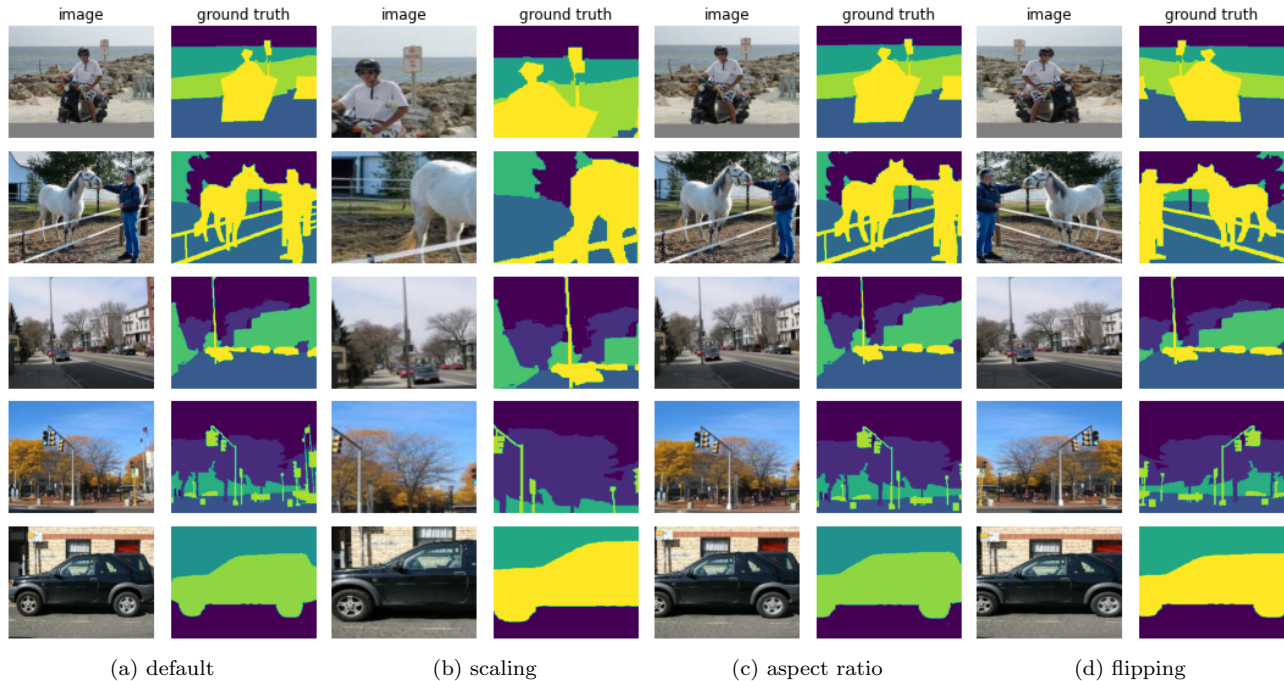 image ground truth image ground truth image ground truth image ground truth
(a) default (b) scaling (c) aspect ratio (d) flipping